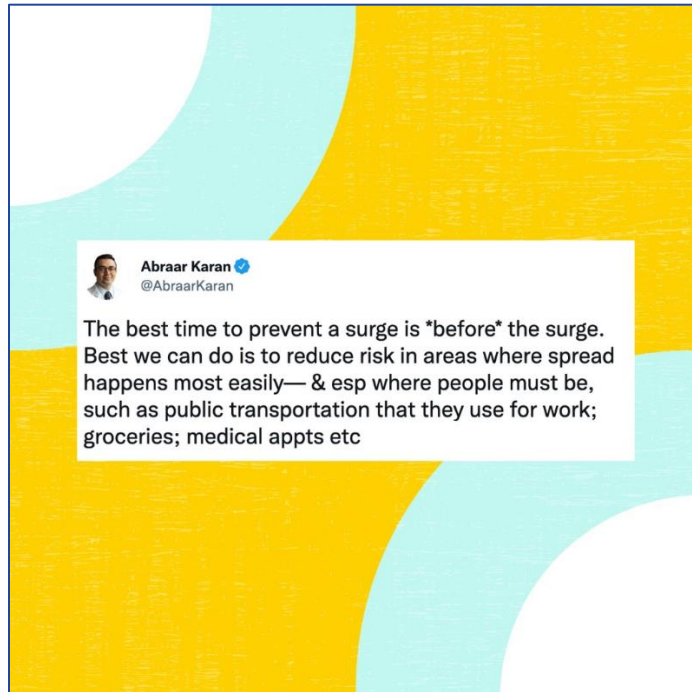 Abraar Karan
@AbraarKaran
The best time to prevent a surge is *before* the surge.
Best we can do is to reduce risk in areas where spread
happens most easily— & esp where people must be,
such as public transportation that they use for work;
groceries; medical appts etc